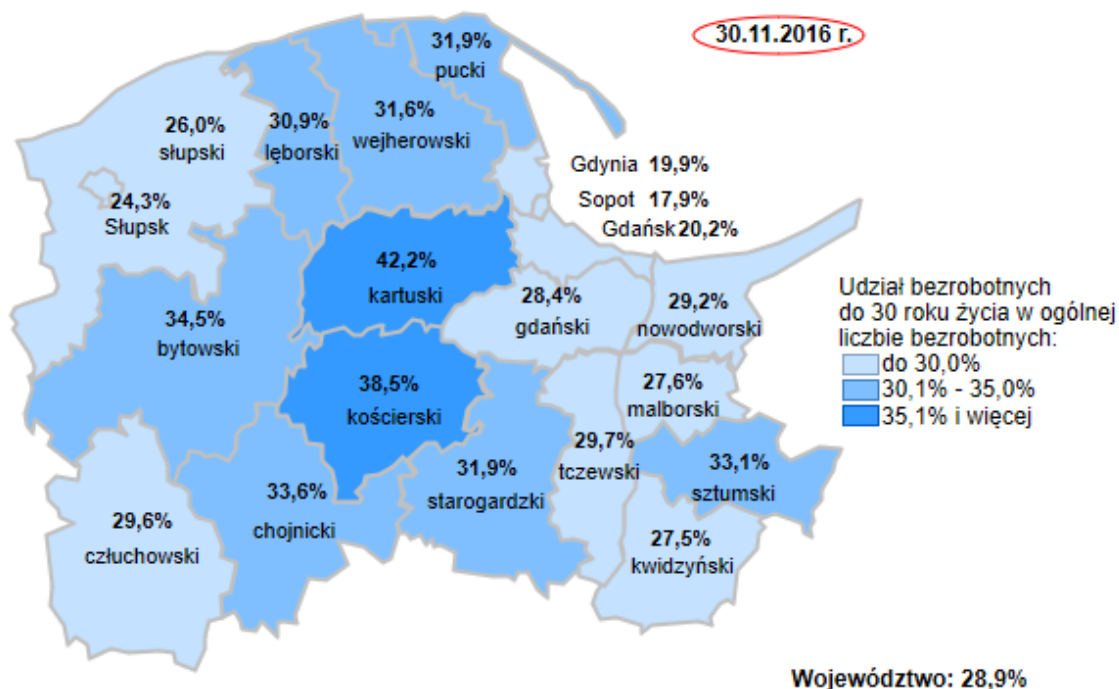 30.11.2016 r.
31,9%
pucki
31,6%
wejherowski
30,9%
lęborski
26,0%
słupski
24,3%
Słupsk
Gdynia 19,9%
Sopot 17,9%
Gdańsk 20,2%
42,2%
kartuski
28,4%
gdański
29,2%
nowodworski
34,5%
bytowski
38,5%
kościerski
27,6%
malborski
29,7%
tczewski
31,9%
starogardzki
33,1%
sztumski
33,6%
chojnicki
29,6%
człuchowski
27,5%
kwidzyński
Udział bezrobotnych
do 30 roku życia w ogólnej
liczbie bezrobotnych:
do 30,0%
30,1% - 35,0%
35,1% i więcej
Województwo: 28,9%